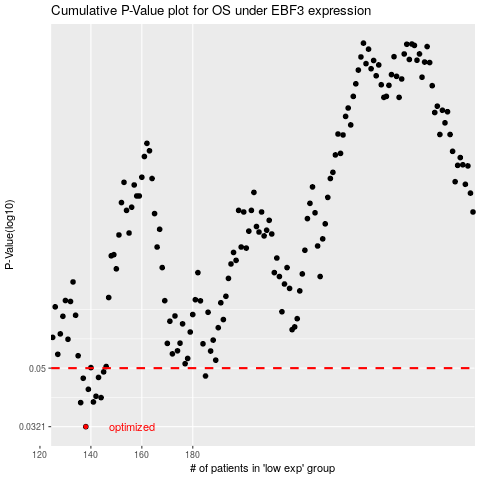 Cumulative P-Value plot for OS under EBF3 expression
P-Value(log10)
0.05
0.0321
optimized
120 140 160 180
# of patients in 'low exp' group